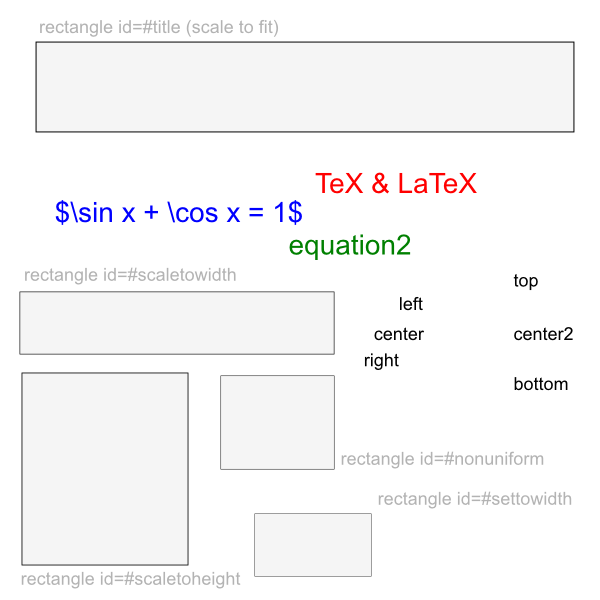 rectangle id=#title (scale to fit)
TeX & LaTeX
$\sin x + \cos x = 1$
equation2
rectangle id=#scaletowidth
top
left
center
center2
right
bottom
rectangle id=#nonuniform
rectangle id=#settowidth
rectangle id=#scaletoheight